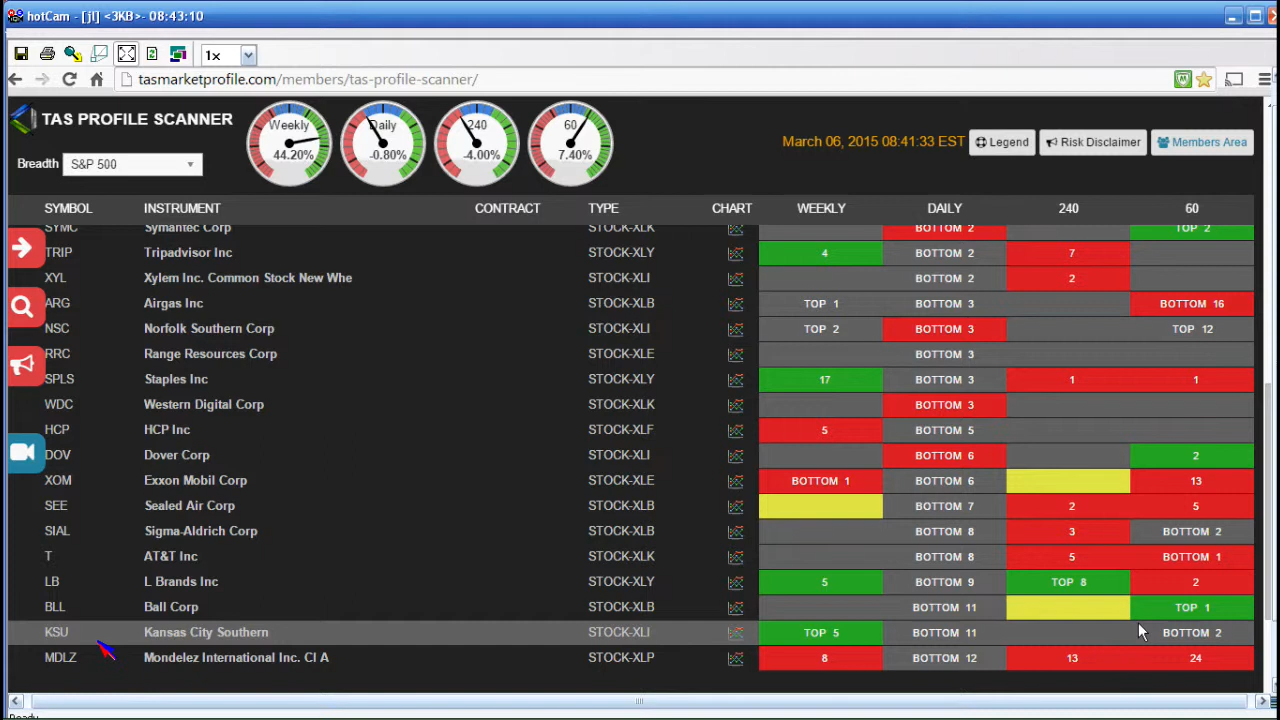 hotCam - [jl] <3KB>- 08:43:10
1x
tasmarketprofile.com/members/tas-profile-scanner/
TAS PROFILE SCANNER
Weekly 44.20%
Daily -0.80%
240 -4.00%
60 7.40%
March 06, 2015 08:41:33 EST
Legend
Risk Disclaimer
Members Area
Breadth S&P 500
SYMBOL INSTRUMENT CONTRACT TYPE CHART WEEKLY DAILY 240 60
SYMC Symantec Corp STOCK-XLK BOTTOM 2 TOP 2
TRIP Tripadvisor Inc STOCK-XLY 4 BOTTOM 2 7
XYL Xylem Inc. Common Stock New Whe STOCK-XLI BOTTOM 2 2
ARG Airgas Inc STOCK-XLB TOP 1 BOTTOM 3 BOTTOM 16
NSC Norfolk Southern Corp STOCK-XLI TOP 2 BOTTOM 3 TOP 12
RRC Range Resources Corp STOCK-XLE BOTTOM 3
SPLS Staples Inc STOCK-XLY 17 BOTTOM 3 1 1
WDC Western Digital Corp STOCK-XLK BOTTOM 3
HCP HCP Inc STOCK-XLF 5 BOTTOM 5
DOV Dover Corp STOCK-XLI BOTTOM 6 2
XOM Exxon Mobil Corp STOCK-XLE BOTTOM 1 BOTTOM 6 13
SEE Sealed Air Corp STOCK-XLB BOTTOM 7 2 5
SIAL Sigma-Aldrich Corp STOCK-XLB BOTTOM 8 3 BOTTOM 2
T AT&T Inc STOCK-XLK BOTTOM 8 5 BOTTOM 1
LB L Brands Inc STOCK-XLY 5 BOTTOM 9 TOP 8 2
BLL Ball Corp STOCK-XLB BOTTOM 11 TOP 1
KSU Kansas City Southern STOCK-XLI TOP 5 BOTTOM 11 BOTTOM 2
MDLZ Mondelez International Inc. Cl A STOCK-XLP 8 BOTTOM 12 13 24
Ready